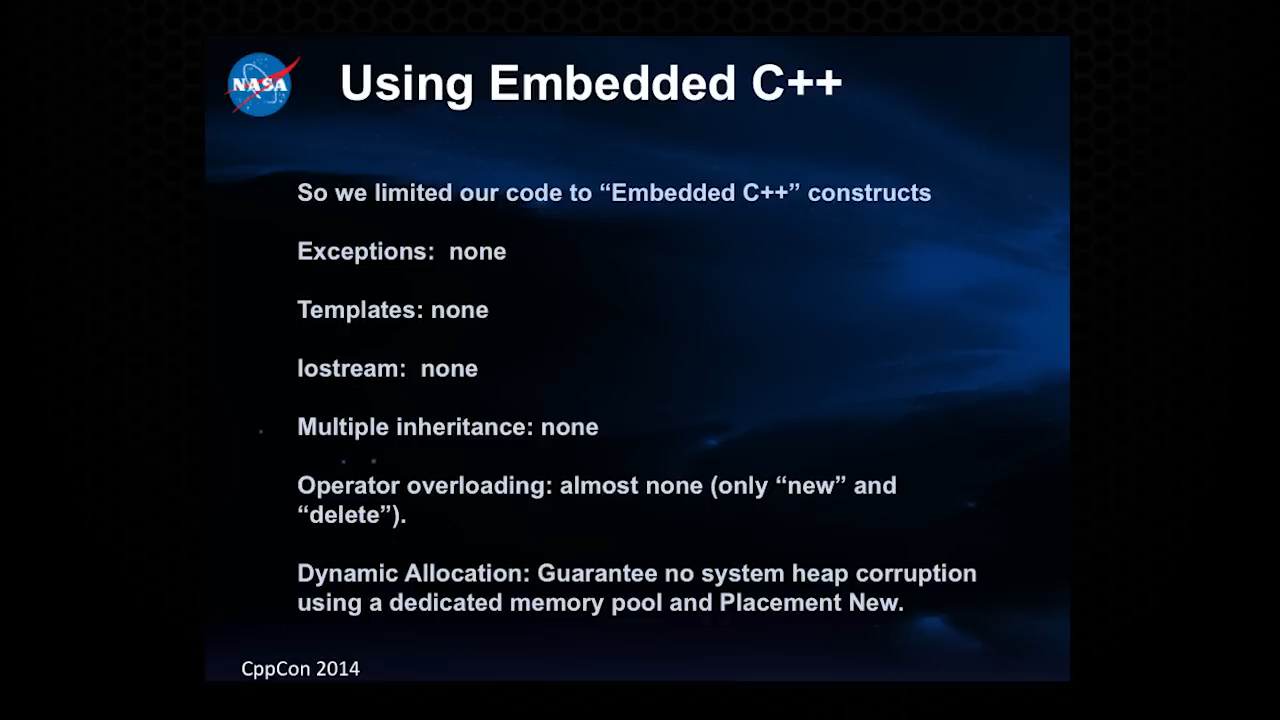 NASA
Using Embedded C++
So we limited our code to “Embedded C++” constructs
Exceptions:  none
Templates: none
Iostream:  none
Multiple inheritance: none
Operator overloading: almost none (only “new” and
“delete”).
Dynamic Allocation: Guarantee no system heap corruption
using a dedicated memory pool and Placement New.
CppCon 2014